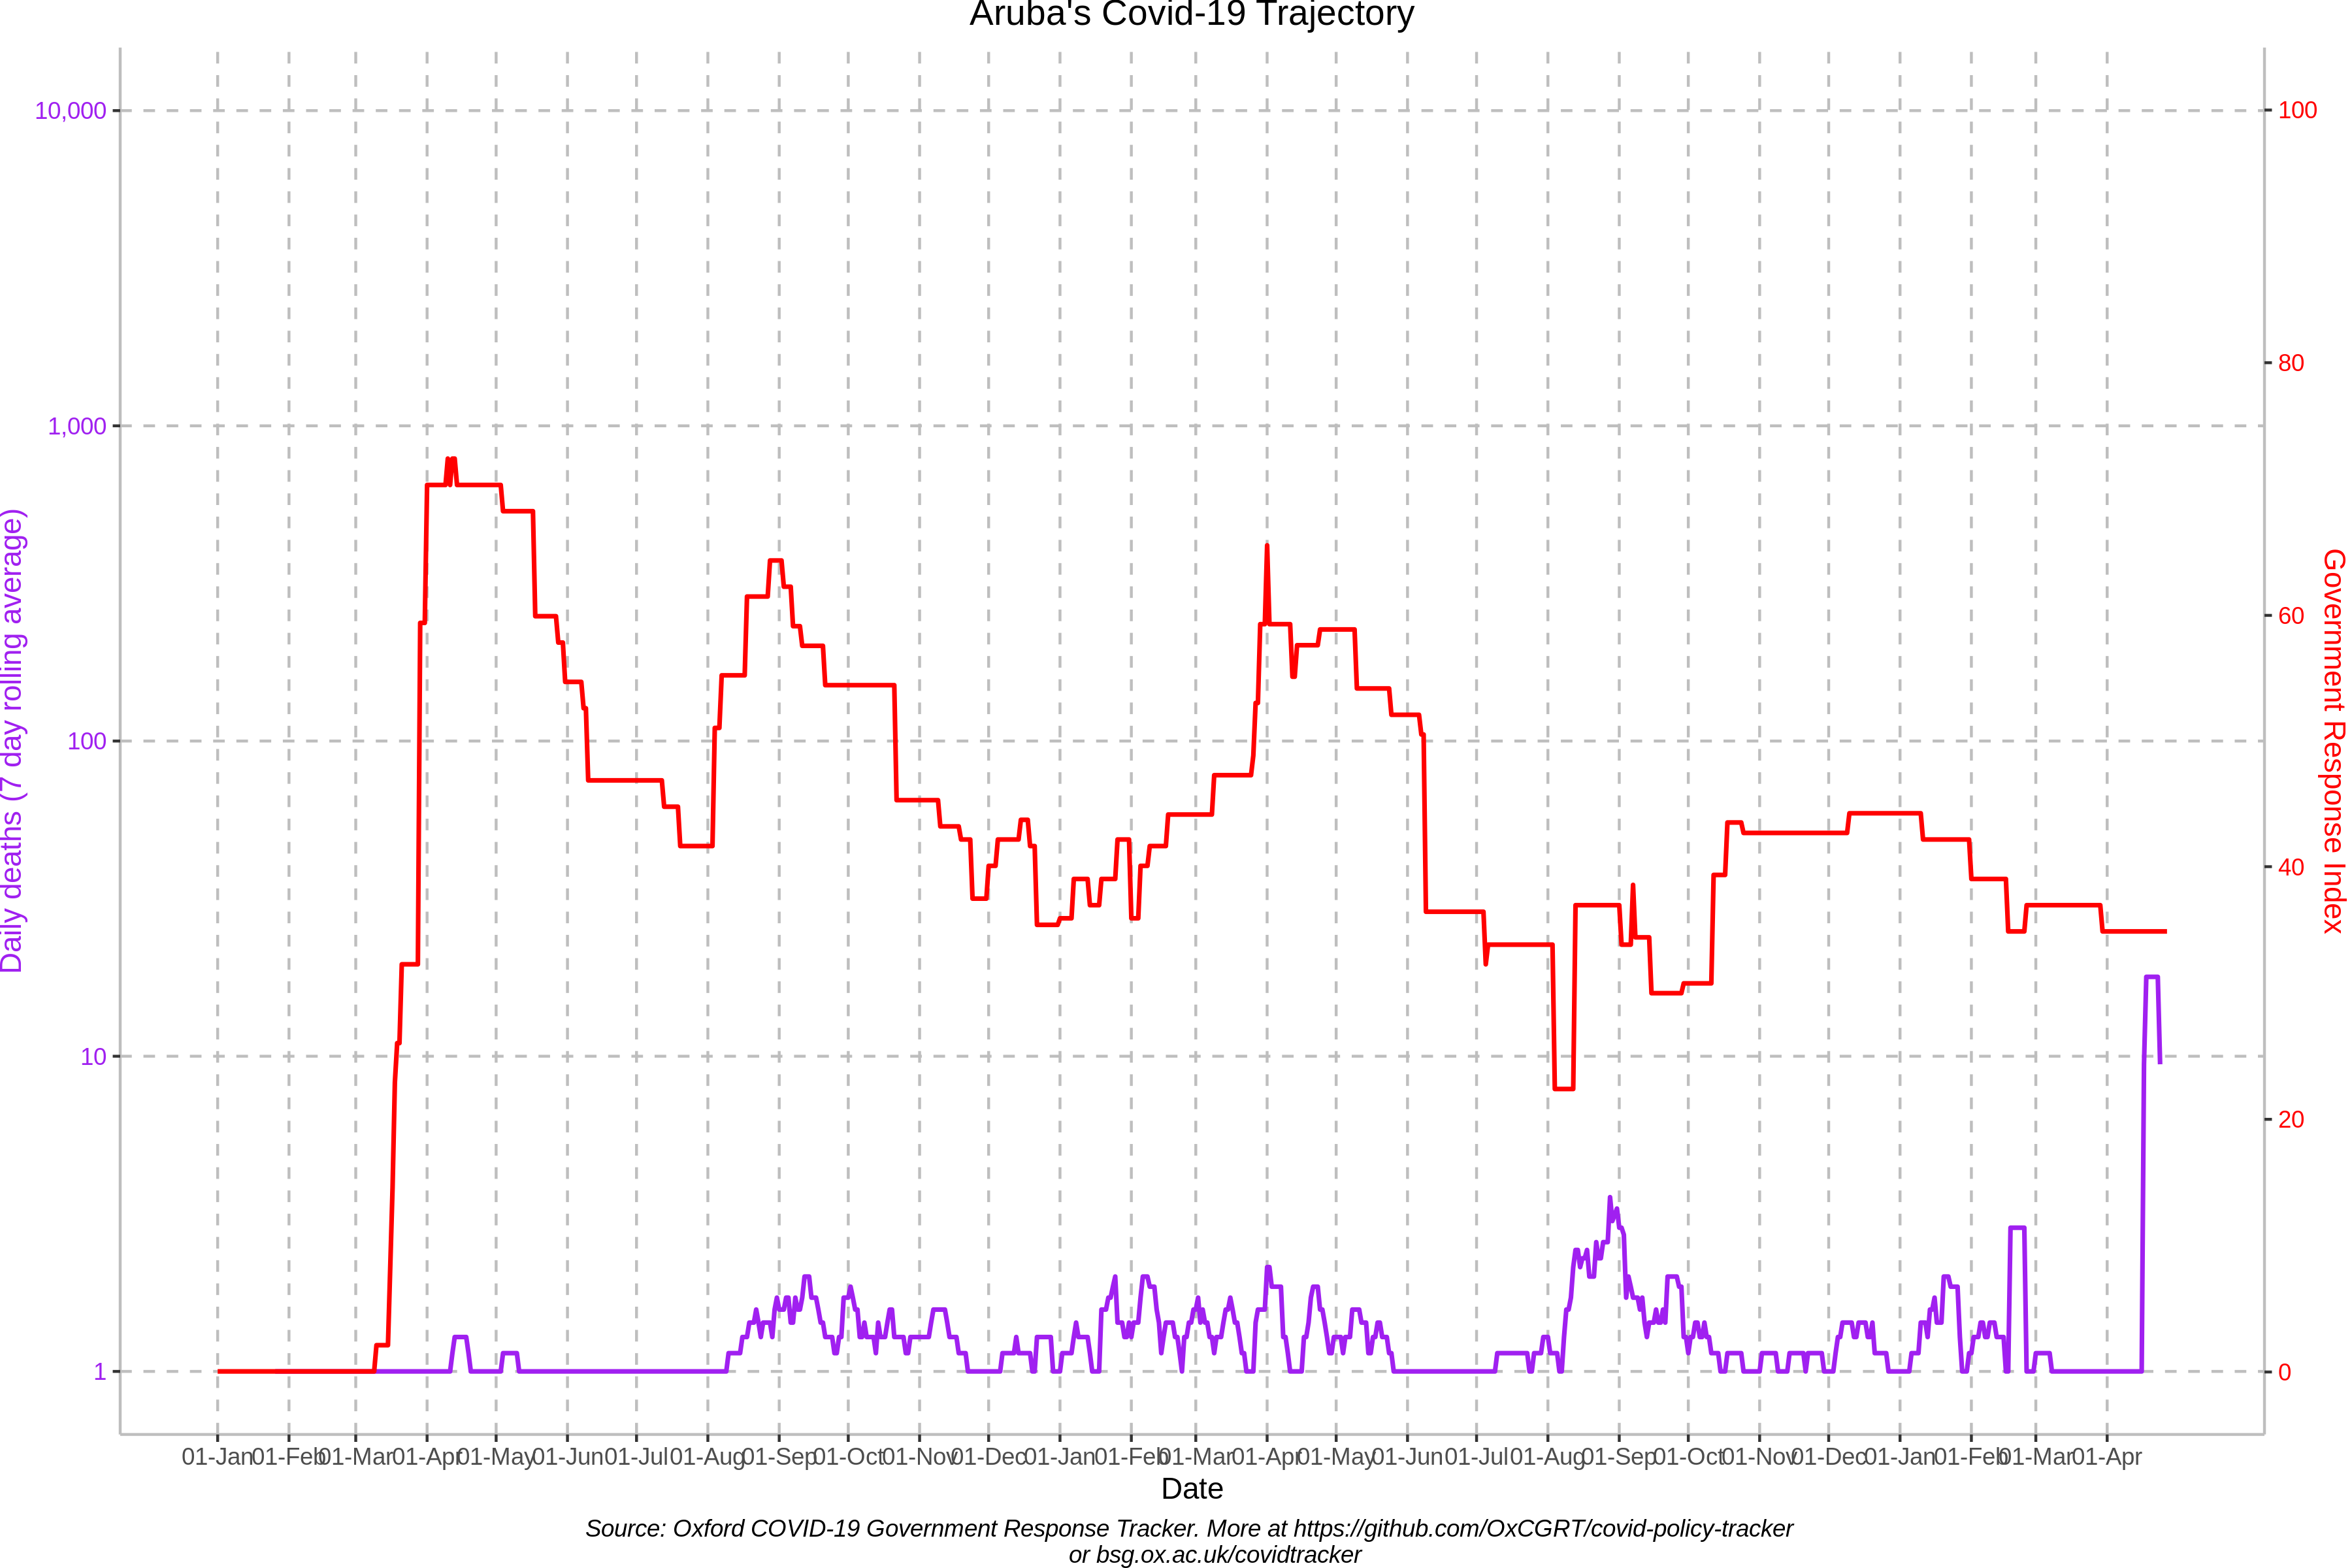 Aruba's Covid-19 Trajectory
10,000
1,000
100
10
1
Daily deaths (7 day rolling average)
100
80
60
40
20
0
Government Response Index
01-Jan 01-Feb 01-Mar 01-Apr 01-May 01-Jun 01-Jul 01-Aug 01-Sep 01-Oct 01-Nov 01-Dec 01-Jan 01-Feb 01-Mar 01-Apr 01-May 01-Jun 01-Jul 01-Aug 01-Sep 01-Oct 01-Nov 01-Dec 01-Jan 01-Feb 01-Mar 01-Apr
Date
Source: Oxford COVID-19 Government Response Tracker. More at https://github.com/OxCGRT/covid-policy-tracker
or bsg.ox.ac.uk/covidtracker